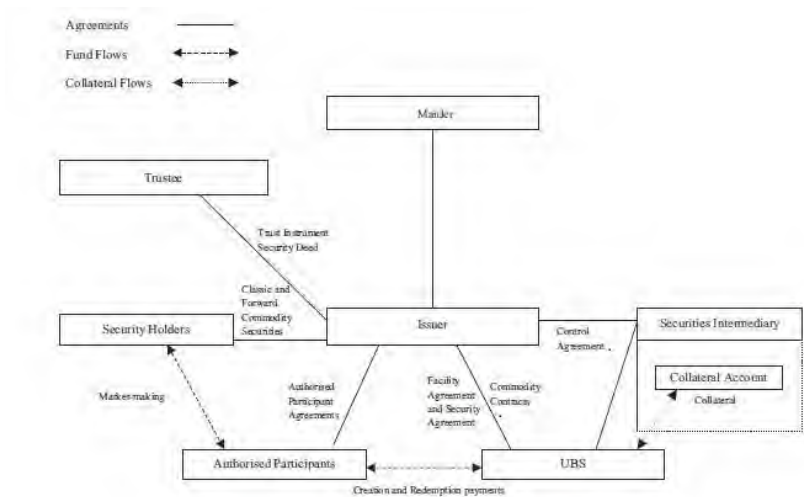 Agreements
Fund Flows
Collateral Flows
Trustee
Trust Instrument
Security Deed
Classic and
Forward
Commodity
Securities
Security Holders
Issuer
Control
Agreement
Securities Intermediary
Collateral Account
Collateral
Market-making
Authorised
Participant
Agreements
Facility
Agreement
and Security
Agreement
Commodity
Contracts
Authorised Participants
UBS
Creation and Redemption payments